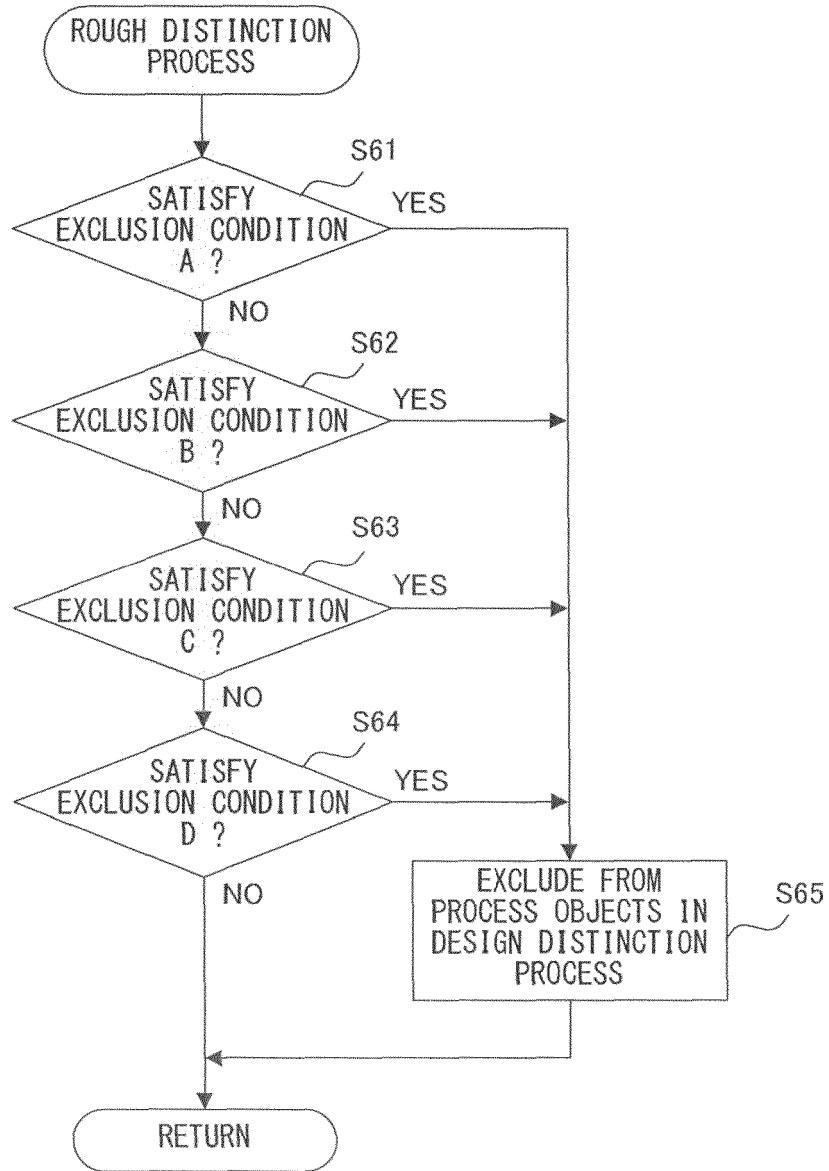 ROUGH DISTINCTION
PROCESS
S61
SATISFY
EXCLUSION CONDITION
A ?
YES
NO
S62
SATISFY
EXCLUSION CONDITION
B ?
YES
NO
S63
SATISFY
EXCLUSION CONDITION
C ?
YES
NO
S64
SATISFY
EXCLUSION CONDITION
D ?
YES
NO
EXCLUDE FROM
PROCESS OBJECTS IN
DESIGN DISTINCTION
PROCESS
S65
RETURN